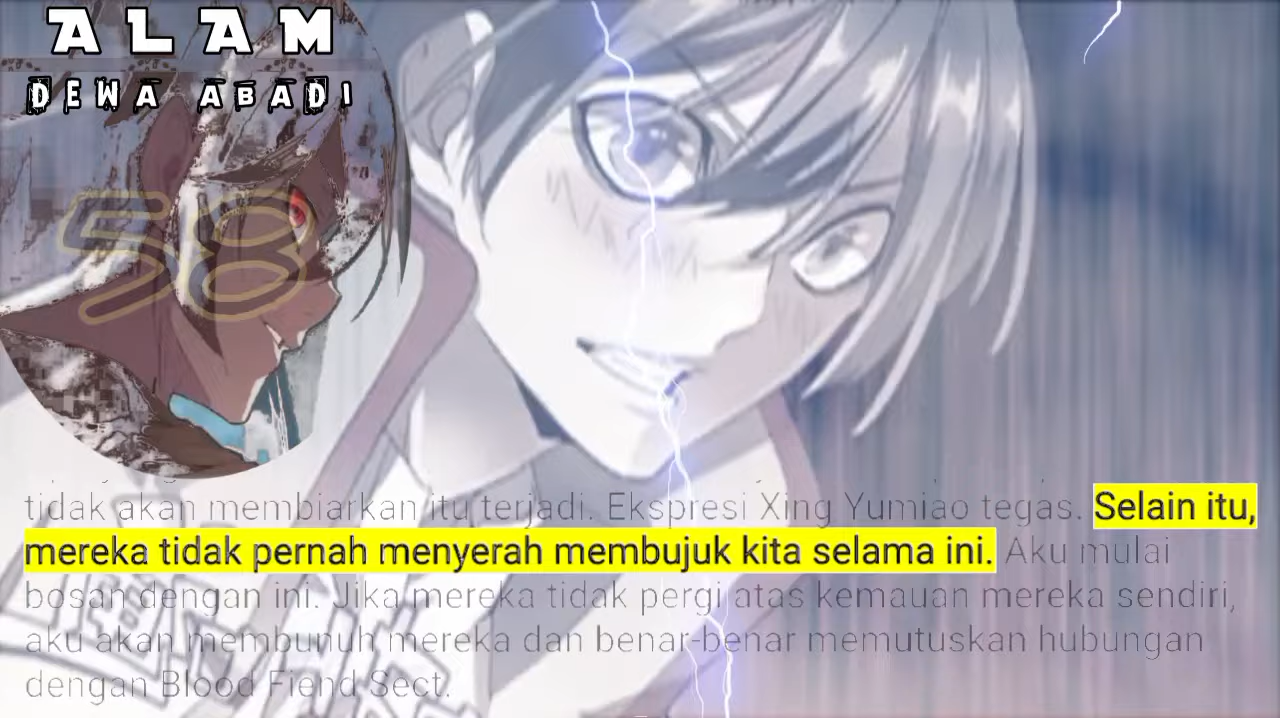 ALAM
DEWA ABADI
58
tidak akan membiarkan itu terjadi. Ekspresi Xing Yumiao tegas. Selain itu,
mereka tidak pernah menyerah membujuk kita selama ini. Aku mulai
bosan dengan ini. Jika mereka tidak pergi atas kemauan mereka sendiri,
aku akan membunuh mereka dan benar-benar memutuskan hubungan
dengan Blood Fiend Sect.